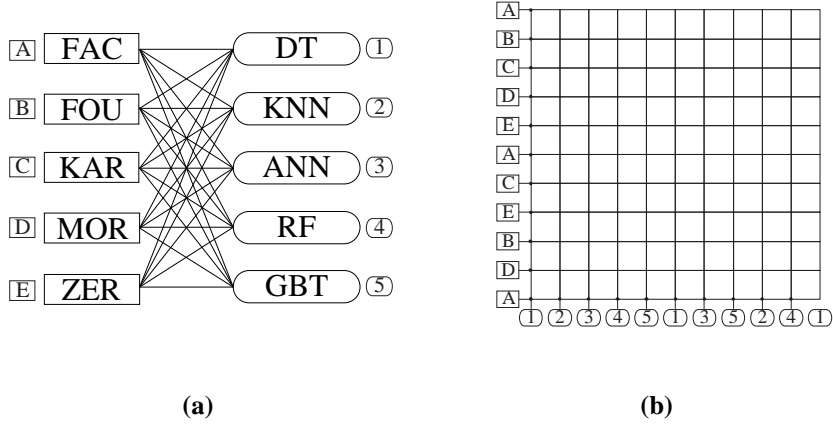 A FAC DT 1
B FOU KNN 2
C KAR ANN 3
D MOR RF 4
E ZER GBT 5
(a)
A
B
C
D
E
A
C
E
B
D
A
1 2 3 4 5 1 3 5 2 4 1
(b)